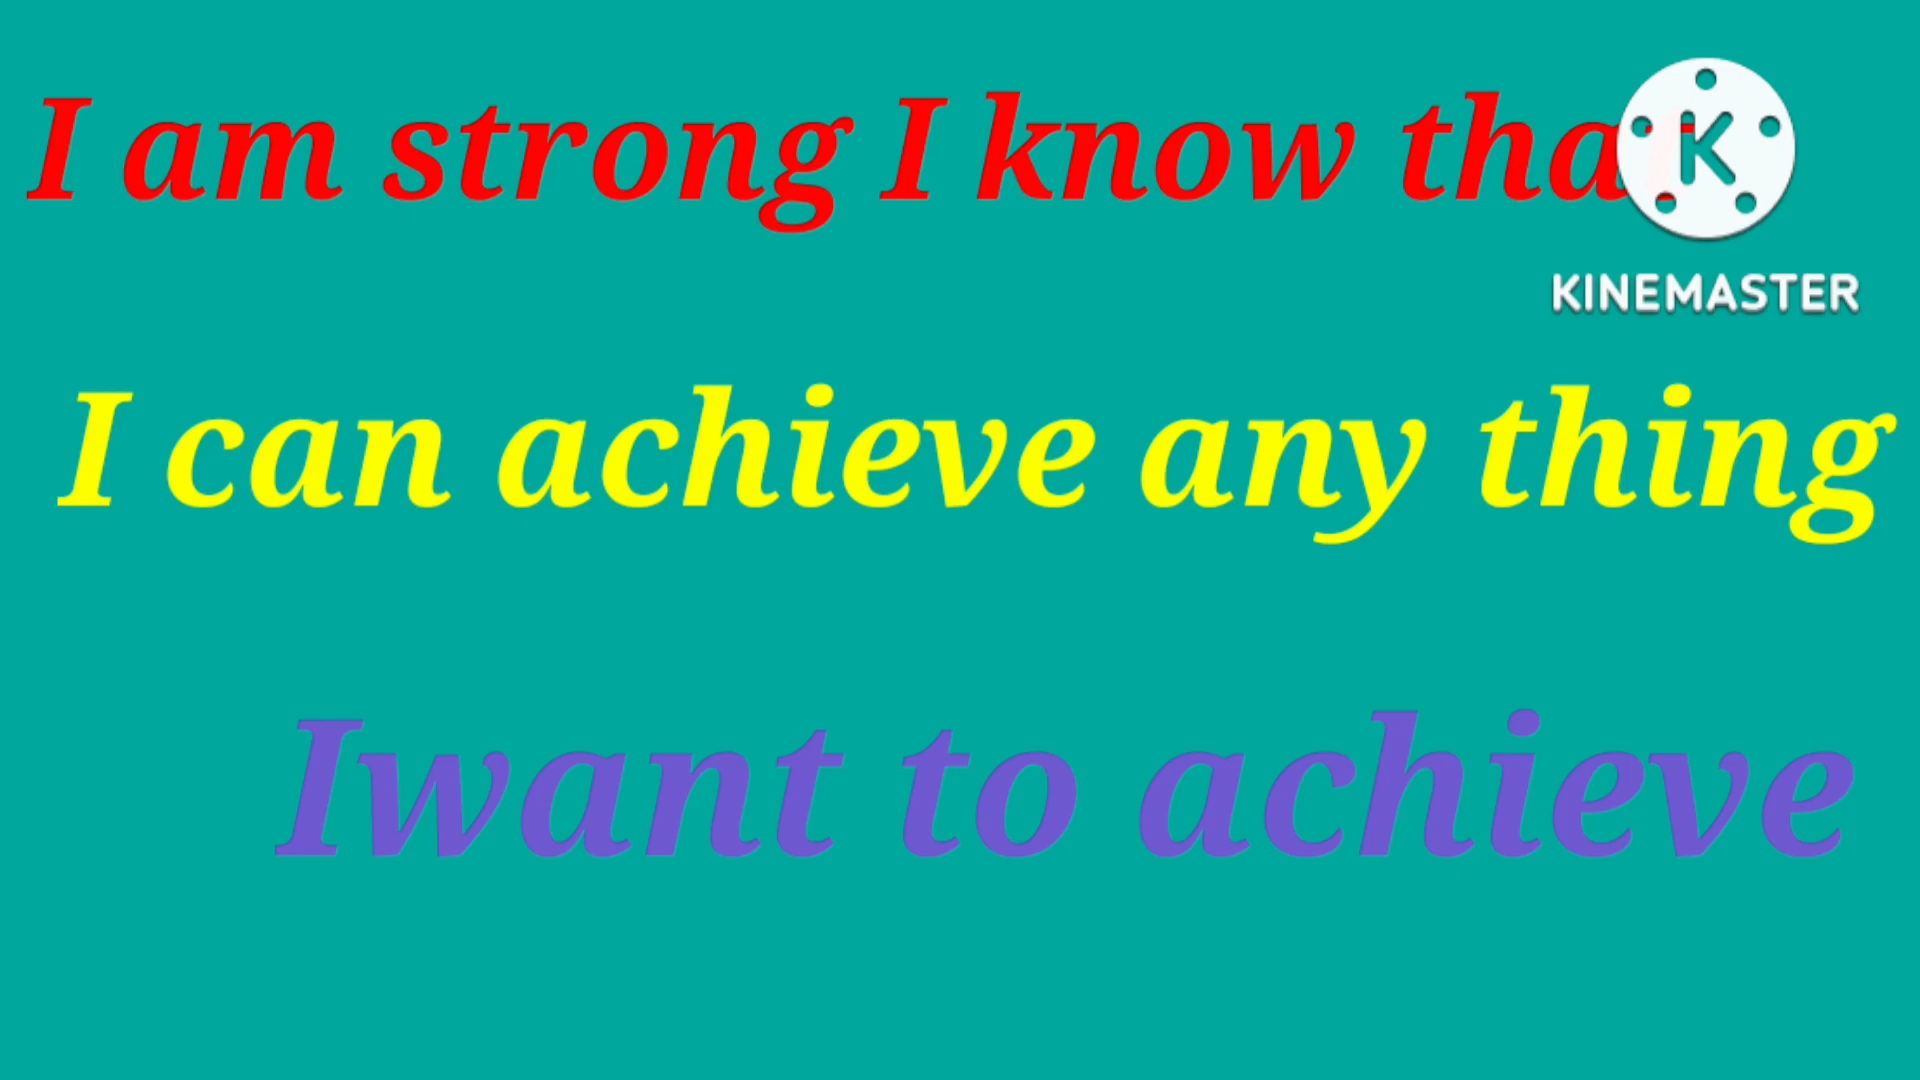 I am strong I know that
K
KINEMASTER
I can achieve any thing
Iwant to achieve